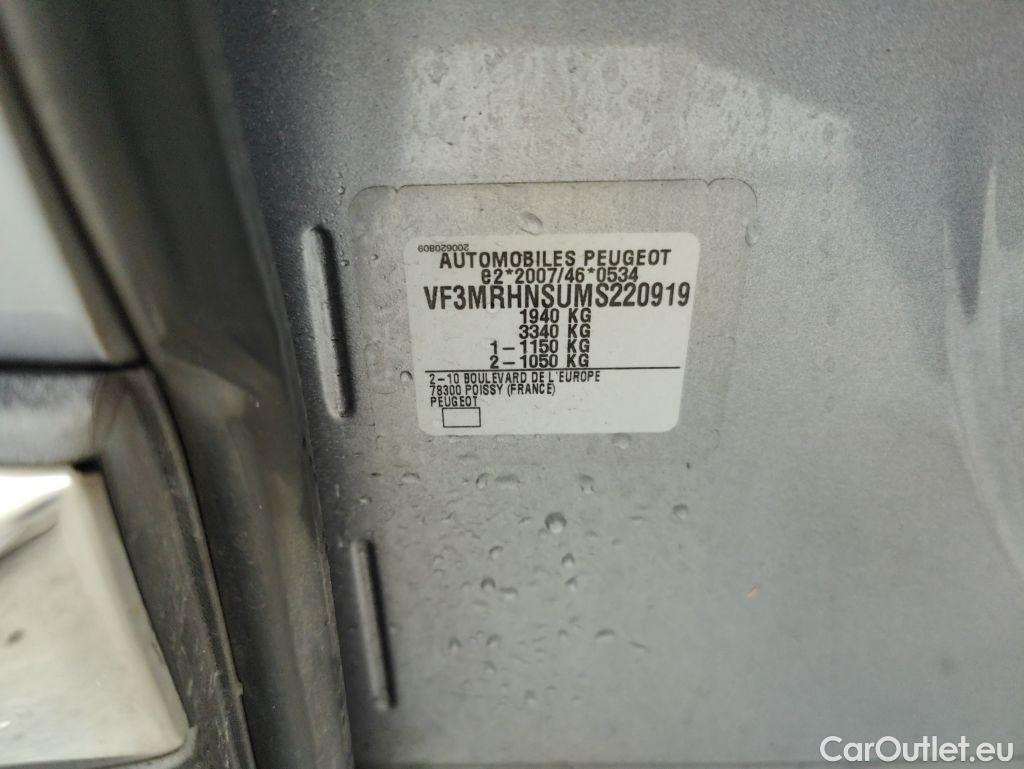 200620809
AUTOMOBILES PEUGEOT
e2*2007/46*0534
VF3MRHNSUMS220919
1940 KG
3340 KG
1-1150 KG
2-1050 KG
2-10 BOULEVARD DE L'EUROPE
78300 POISSY (FRANCE)
PEUGEOT
CarOutlet.eu